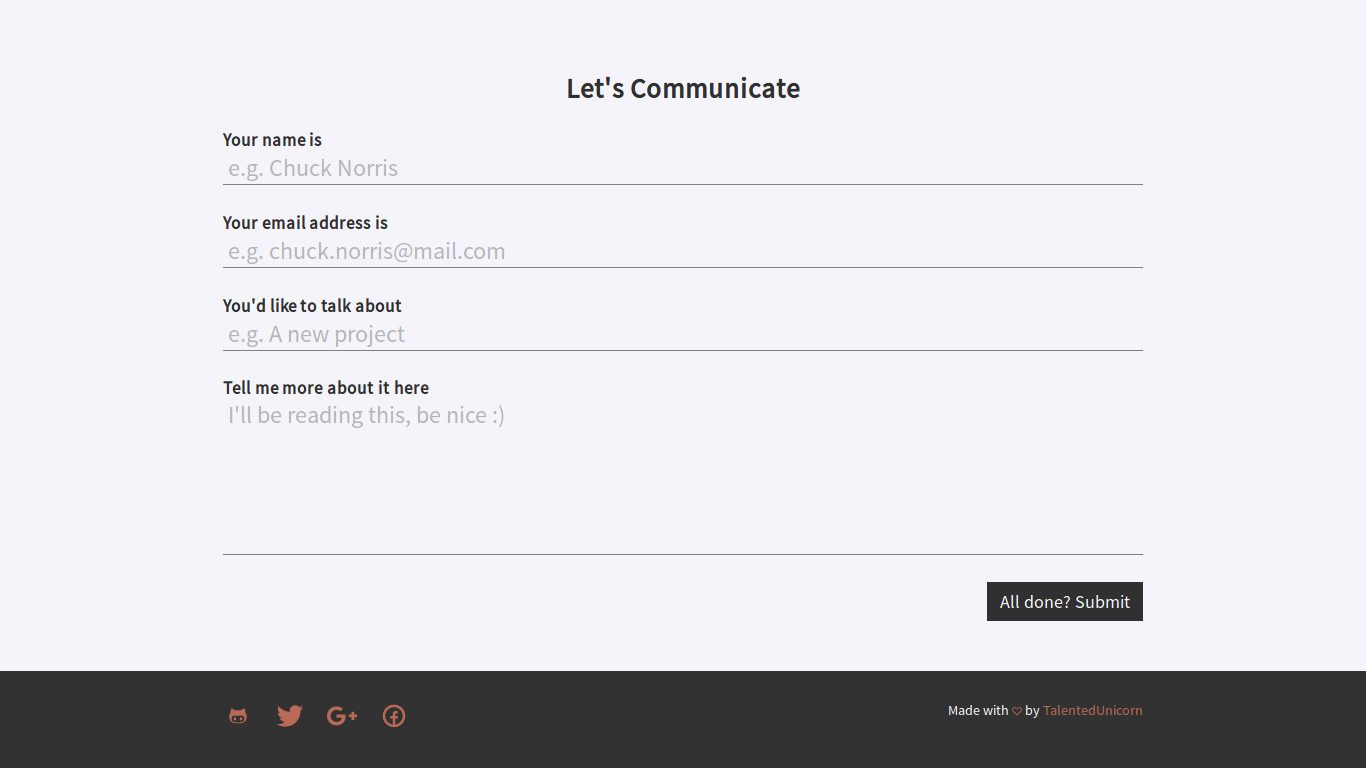 Let's Communicate
Your name is
e.g. Chuck Norris
Your email address is
e.g. chuck.norris@mail.com
You'd like to talk about
e.g. A new project
Tell me more about it here
I'll be reading this, be nice :)
All done? Submit
Made with ♡ by TalentedUnicorn